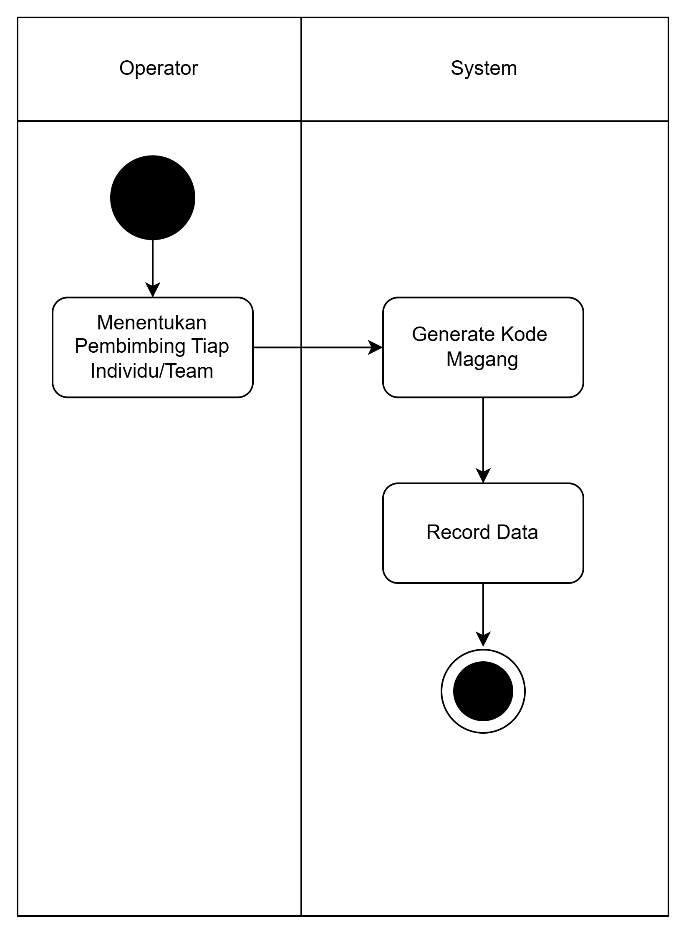 Operator
System
Menentukan
Pembimbing Tiap
Individu/Team
Generate Kode
Magang
Record Data